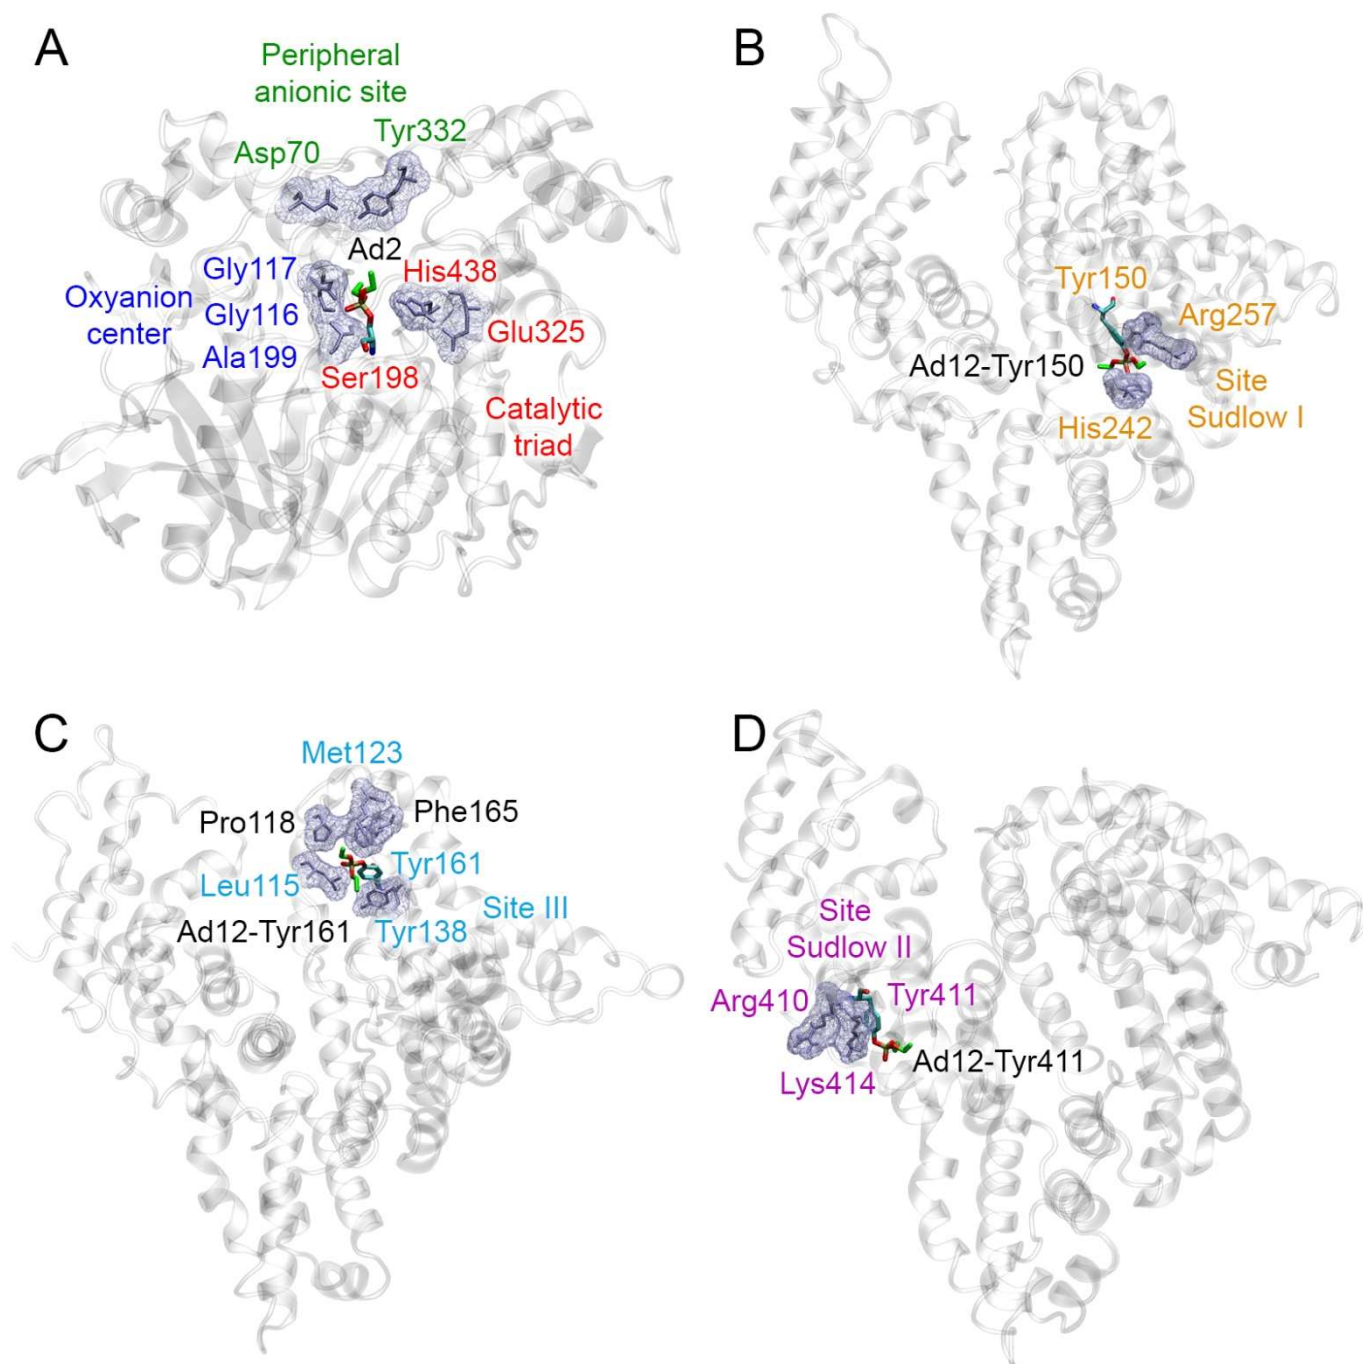 A
Peripheral
anionic site
Asp70
Tyr332
Ad2
Gly117
His438
Oxyanion
center
Gly116
Glu325
Ala199
Ser198
Catalytic
triad
B
Tyr150
Arg257
Ad12-Tyr150
Site
Sudlow I
His242
C
Met123
Pro118
Phe165
Tyr161
Leu115
Site III
Ad12-Tyr161
Tyr138
D
Site
Sudlow II
Arg410
Tyr411
Ad12-Tyr411
Lys414